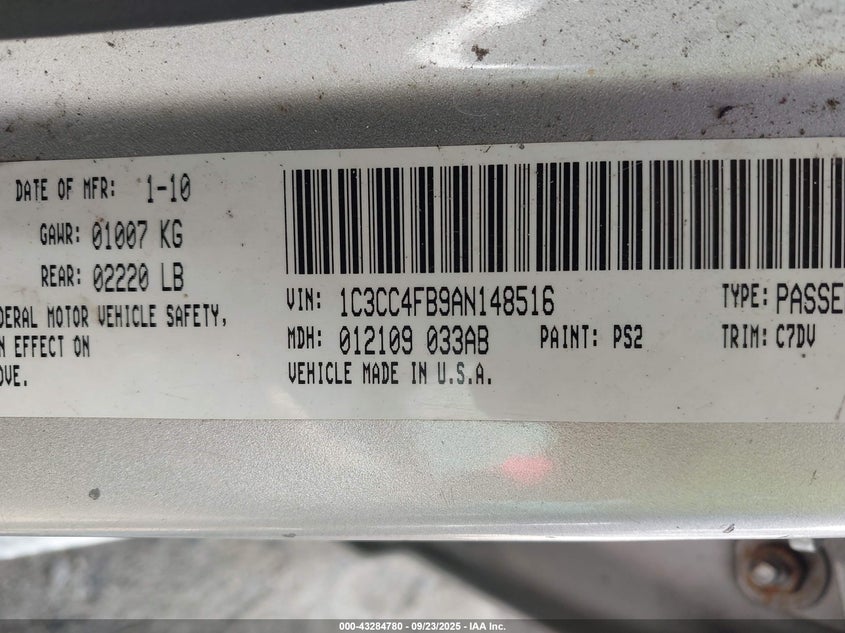 DATE OF MFR: 1-10
GAWR: 01007 KG
REAR: 02220 LB
DERAL MOTOR VEHICLE SAFETY,
N EFFECT ON
OVE.
VIN: 1C3CC4FB9AN148516
TYPE: PASSE
MDH: 012109 033AB
PAINT: PS2
TRIM: C7DV
VEHICLE MADE IN U.S.A.
000-43284780 - 09/23/2025 - IAA Inc.